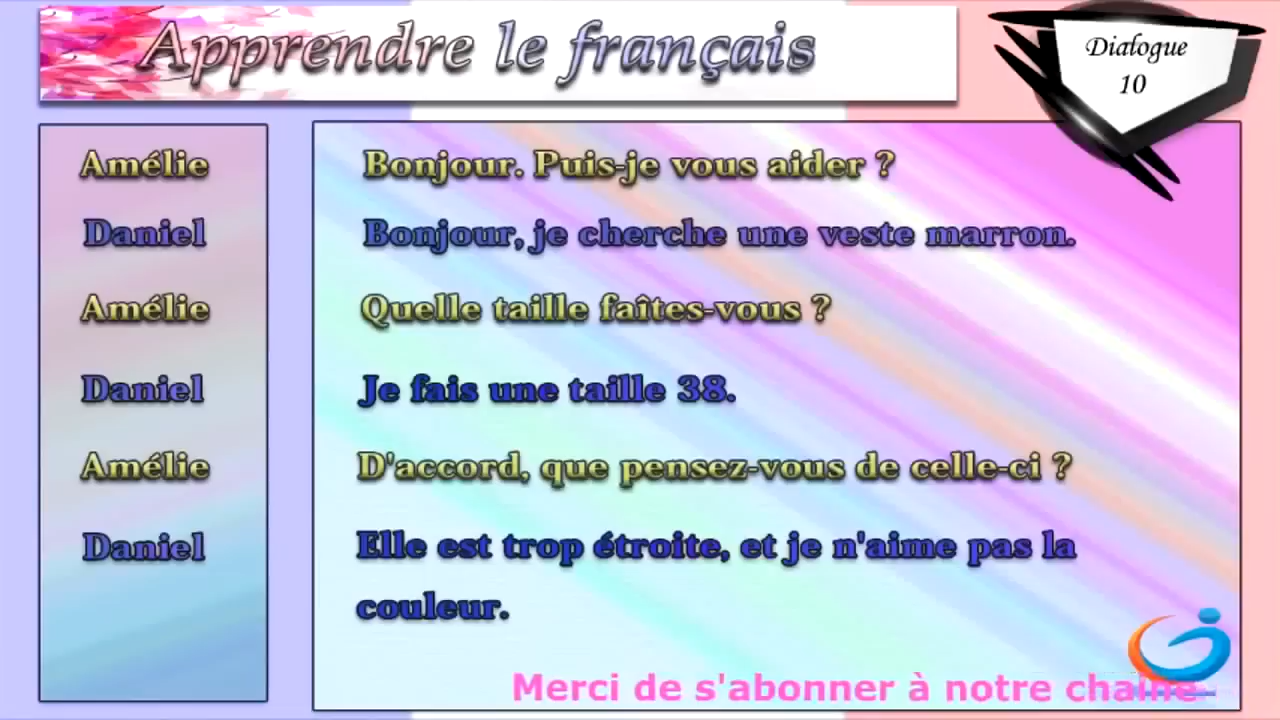 Apprendre le français
Dialogue
10
Amélie Bonjour. Puis-je vous aider ?
Daniel Bonjour, je cherche une veste marron.
Amélie Quelle taille faîtes-vous ?
Daniel Je fais une taille 38.
Amélie D'accord, que pensez-vous de celle-ci ?
Daniel Elle est trop étroite, et je n'aime pas la
couleur.
Merci de s'abonner à notre chaîne